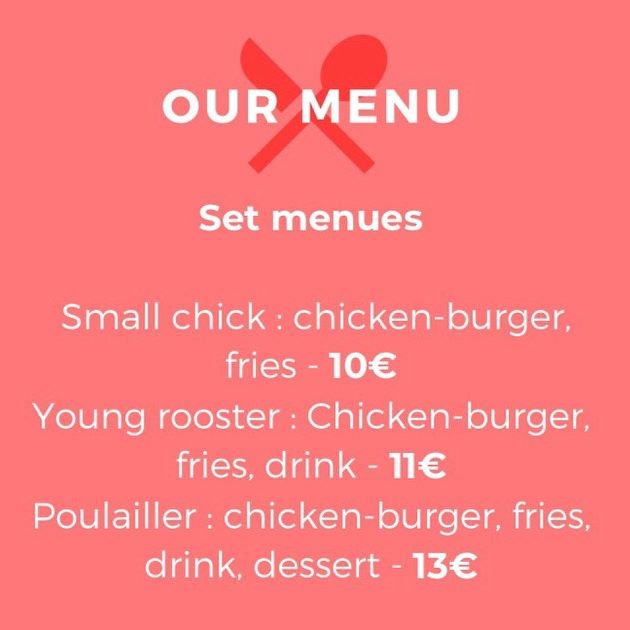 OUR MENU
Set menues
Small chick : chicken-burger,
fries - 10€
Young rooster : Chicken-burger,
fries, drink - 11€
Poulailler : chicken-burger, fries,
drink, dessert - 13€